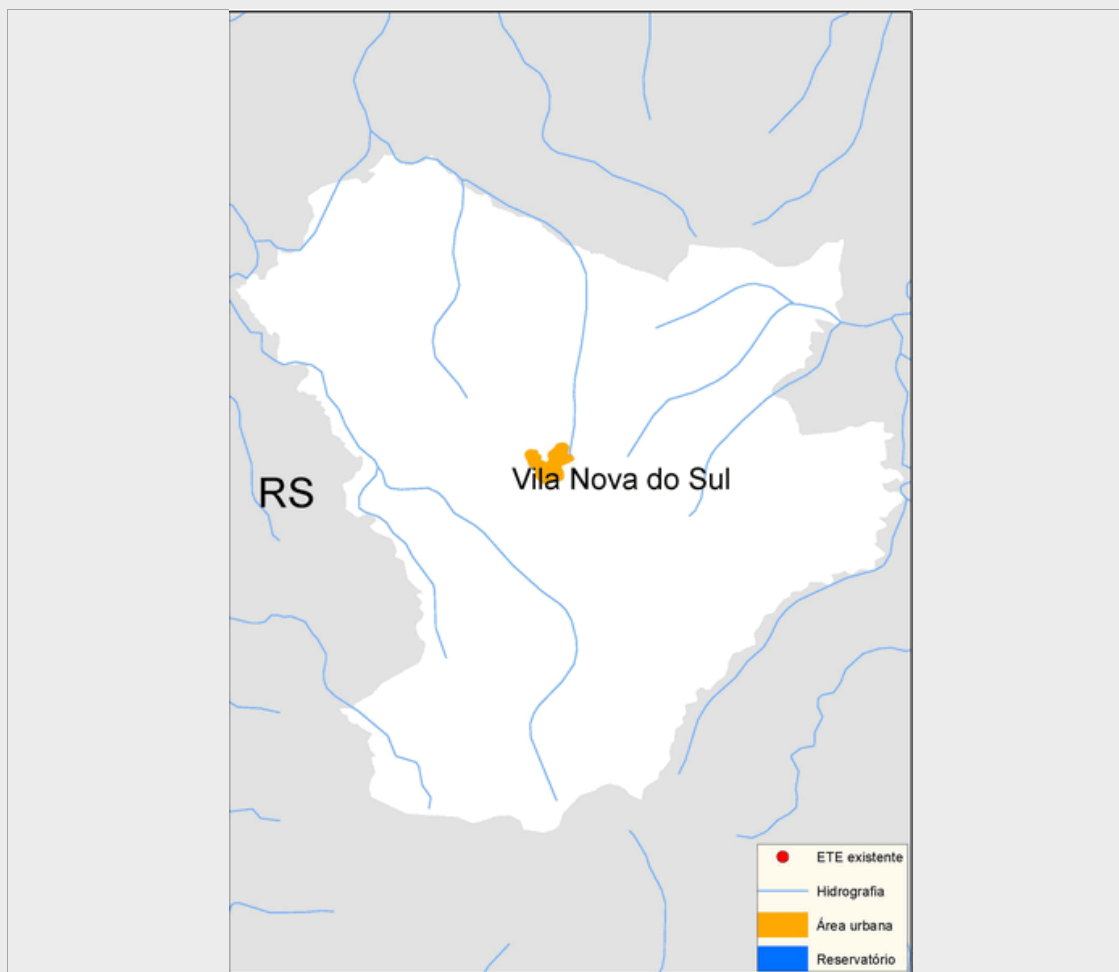 Vila Nova do Sul
RS
ETE existente
Hidrografia
Área urbana
Reservatório